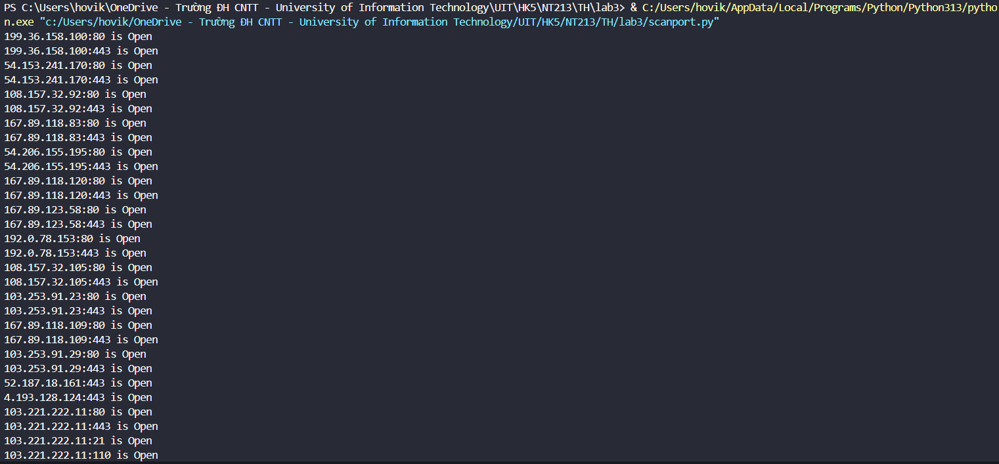 PS C:\Users\hovik\OneDrive - Trường ĐH CNTT - University of Information Technology\UIT\HK5\NT213\TH\lab3> & C:/Users/hovik/AppData/Local/Programs/Python/Python313/pytho
n.exe "c:/Users/hovik/OneDrive - Trường ĐH CNTT - University of Information Technology/UIT/HK5/NT213/TH/lab3/scanport.py"
199.36.158.100:80 is Open
199.36.158.100:443 is Open
54.153.241.170:80 is Open
54.153.241.170:443 is Open
108.157.32.92:80 is Open
108.157.32.92:443 is Open
167.89.118.83:80 is Open
167.89.118.83:443 is Open
54.206.155.195:80 is Open
54.206.155.195:443 is Open
167.89.118.120:80 is Open
167.89.118.120:443 is Open
167.89.123.58:80 is Open
167.89.123.58:443 is Open
192.0.78.153:80 is Open
192.0.78.153:443 is Open
108.157.32.105:80 is Open
108.157.32.105:443 is Open
103.253.91.23:80 is Open
103.253.91.23:443 is Open
167.89.118.109:80 is Open
167.89.118.109:443 is Open
103.253.91.29:80 is Open
103.253.91.29:443 is Open
52.187.18.161:443 is Open
4.193.128.124:443 is Open
103.221.222.11:80 is Open
103.221.222.11:443 is Open
103.221.222.11:21 is Open
103.221.222.11:110 is Open